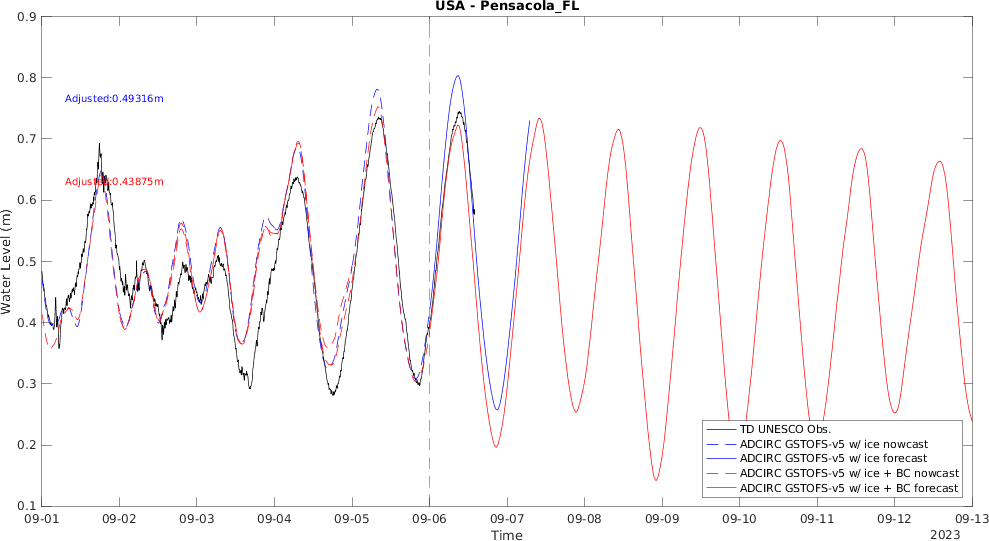 USA - Pensacola_FL
0.9
0.8
0.7
0.6
0.5
0.4
0.3
0.2
0.1
Water Level (m)
Adjusted:0.49316m
Adjusted:0.43875m
TD UNESCO Obs.
ADCIRC GSTOFS-v5 w/ ice nowcast
ADCIRC GSTOFS-v5 w/ ice forecast
ADCIRC GSTOFS-v5 w/ ice + BC nowcast
ADCIRC GSTOFS-v5 w/ ice + BC forecast
09-01 09-02 09-03 09-04 09-05 09-06 09-07 09-08 09-09 09-10 09-11 09-12 09-13
Time
2023